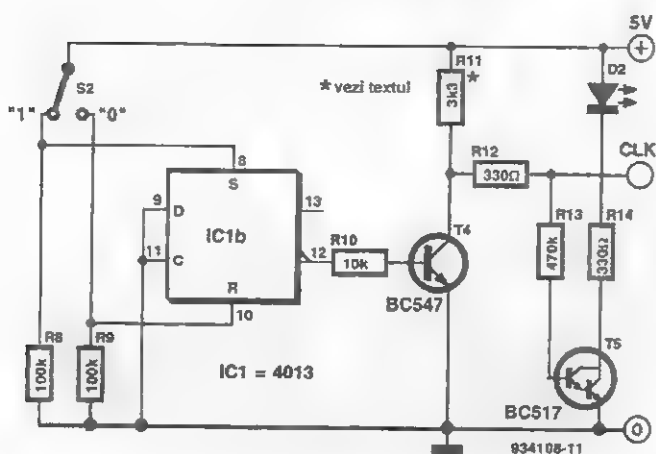 5V
+
R11
D2
* vezi textul
*
3k3
S2
"1"
"0"
CLK
R12
330Ω
8
S
9
D
13
R13
R14
IC1b
T4
470k
330Ω
11
C
12
R10
10k
R
BC547
10
R8
R9
T5
100k
100k
IC1 = 4013
BC517
0
934108-11